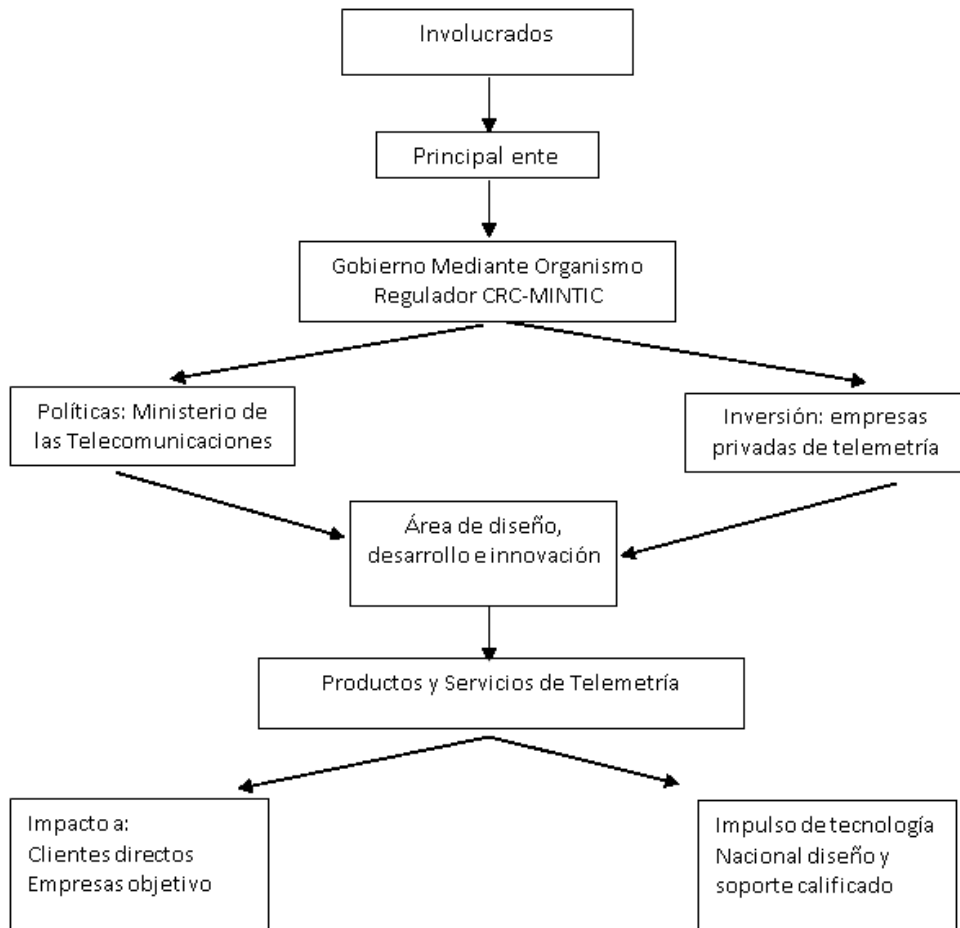 Involucrados
Principal ente
Gobierno Mediante Organismo
Regulador CRC-MINTIC
Políticas: Ministerio de
las Telecomunicaciones
Inversión: empresas
privadas de telemetría
Área de diseño,
desarrollo e innovación
Productos y Servicios de Telemetría
Impacto a:
Clientes directos
Empresas objetivo
Impulso de tecnología
Nacional diseño y
soporte calificado